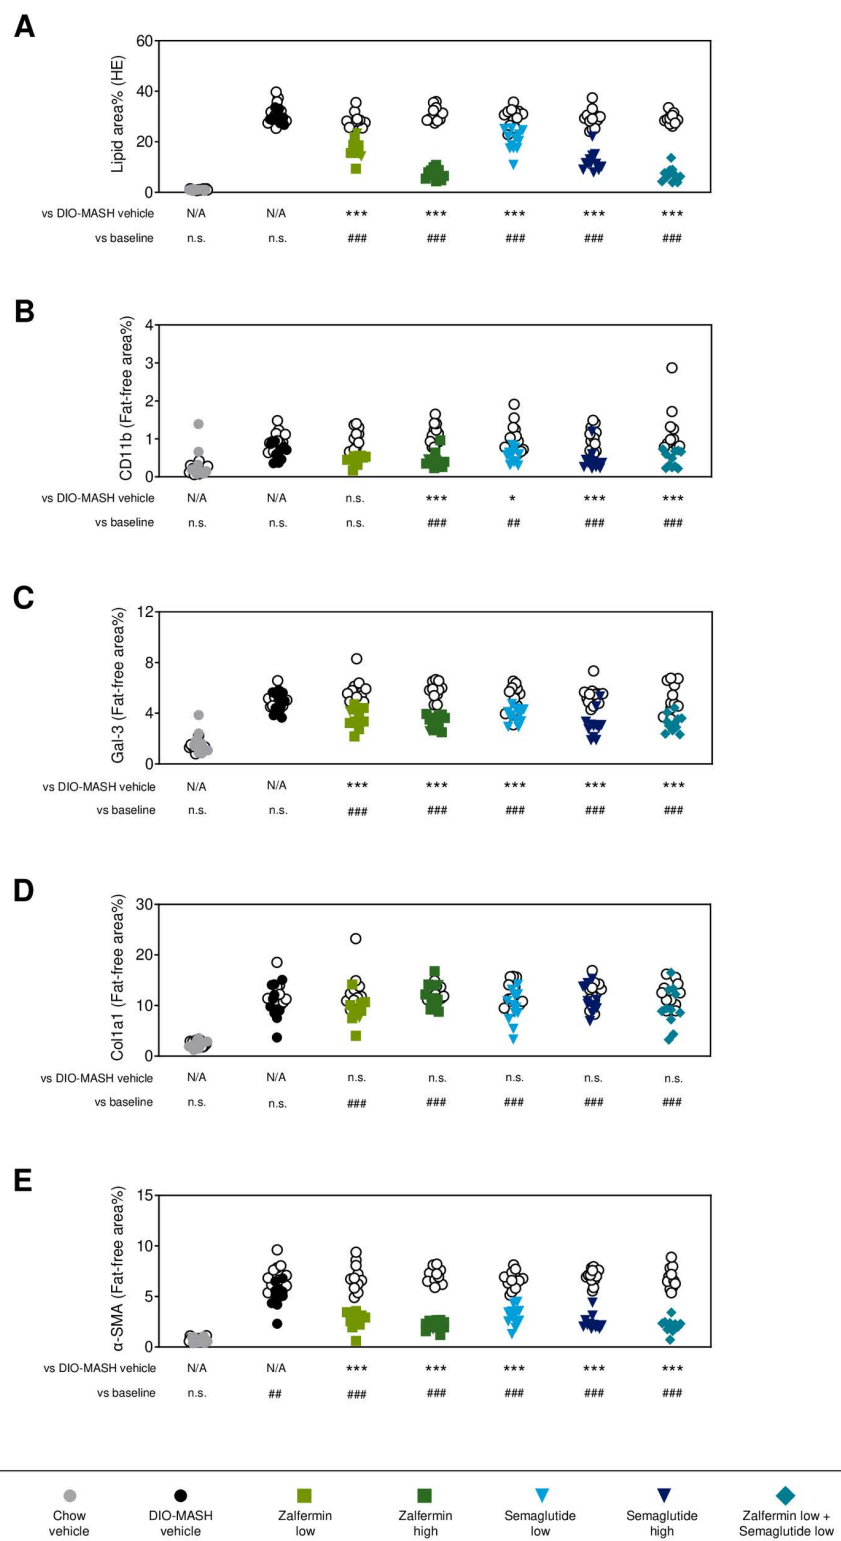 A
Lipid area% (HE)
60
40
20
0
vs DIO-MASH vehicle N/A N/A *** *** *** *** ***
vs baseline n.s. n.s. ### ### ### ### ###
B
CD11b (Fat-free area%)
4
3
2
1
0
vs DIO-MASH vehicle N/A N/A n.s. *** * *** ***
vs baseline n.s. n.s. n.s. ### ## ### ###
C
Gal-3 (Fat-free area%)
12
8
4
0
vs DIO-MASH vehicle N/A N/A *** *** *** *** ***
vs baseline n.s. n.s. ### ### ### ### ###
D
Col1a1 (Fat-free area%)
30
20
10
0
vs DIO-MASH vehicle N/A N/A n.s. n.s. n.s. n.s. n.s.
vs baseline n.s. n.s. ### ### ### ### ###
E
α-SMA (Fat-free area%)
15
10
5
0
vs DIO-MASH vehicle N/A N/A *** *** *** *** ***
vs baseline n.s. ## ### ### ### ### ###
Chow
vehicle
DIO-MASH
vehicle
Zalfermin
low
Zalfermin
high
Semaglutide
low
Semaglutide
high
Zalfermin low +
Semaglutide low